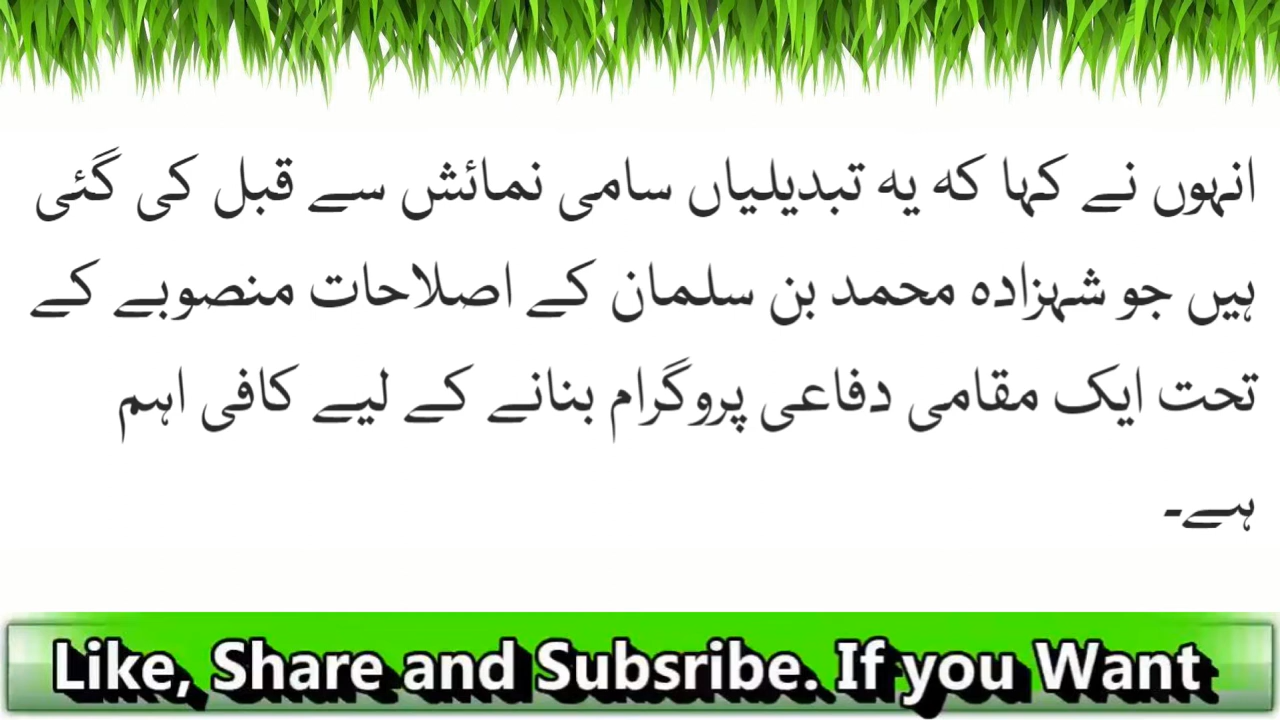 انہوں نے کہا کہ یہ تبدیلیاں سامی نمائش سے قبل کی گئی
ہیں جو شہزادہ محمد بن سلمان کے اصلاحات منصوبے کے
تحت ایک مقامی دفاعی پروگرام بنانے کے لیے کافی اہم
ہے۔
Like, Share and Subsribe. If you Want